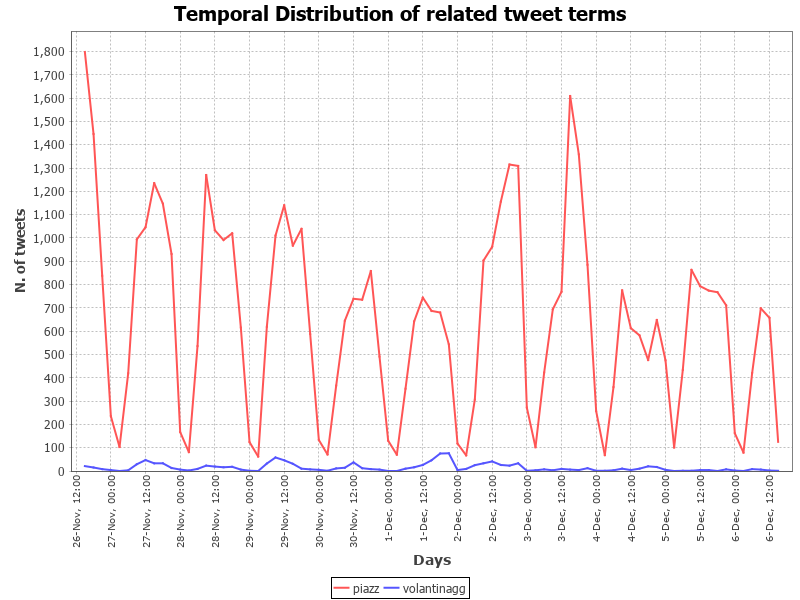 Temporal Distribution of related tweet terms
N. of tweets
1,800
1,700
1,600
1,500
1,400
1,300
1,200
1,100
1,000
900
800
700
600
500
400
300
200
100
0
26-Nov, 12:00
27-Nov, 00:00
27-Nov, 12:00
28-Nov, 00:00
28-Nov, 12:00
29-Nov, 00:00
29-Nov, 12:00
30-Nov, 00:00
30-Nov, 12:00
1-Dec, 00:00
1-Dec, 12:00
2-Dec, 00:00
2-Dec, 12:00
3-Dec, 00:00
3-Dec, 12:00
4-Dec, 00:00
4-Dec, 12:00
5-Dec, 00:00
5-Dec, 12:00
6-Dec, 00:00
6-Dec, 12:00
Days
piazz volantinagg